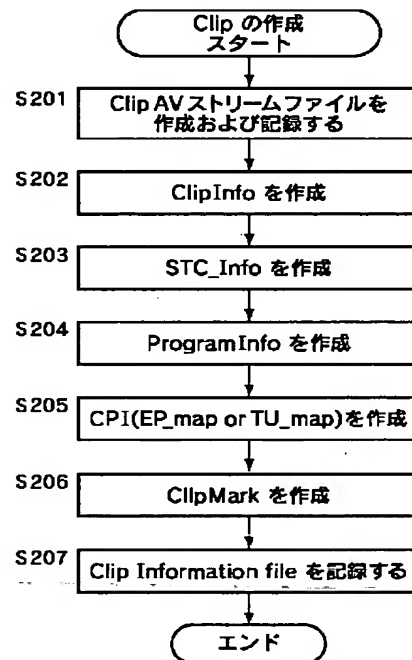 Clip の作成
スタート
S201
Clip AVストリームファイルを
作成および記録する
S202
ClipInfo を作成
S203
STC_Info を作成
S204
ProgramInfo を作成
S205
CPI(EP_map or TU_map)を作成
S206
ClipMark を作成
S207
Clip Information file を記録する
エンド